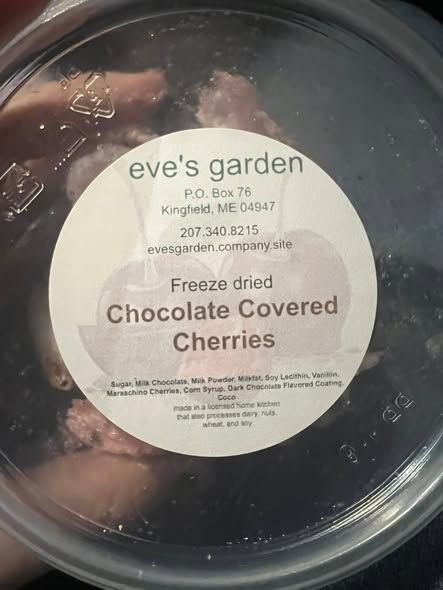 eve's garden
P.O. Box 76
Kingfield, ME 04947
207.340.8215
evesgarden.company.site
Freeze dried
Chocolate Covered
Cherries
Sugar, Milk Chocolate, Milk Powder, Milkfat, Soy Lecithin, Vanillin,
Maraschino Cherries, Corn Syrup, Dark Chocolate Flavored Coating,
Coco
made in a licensed home kitchen
that also processes dairy, nuts,
wheat, and soy